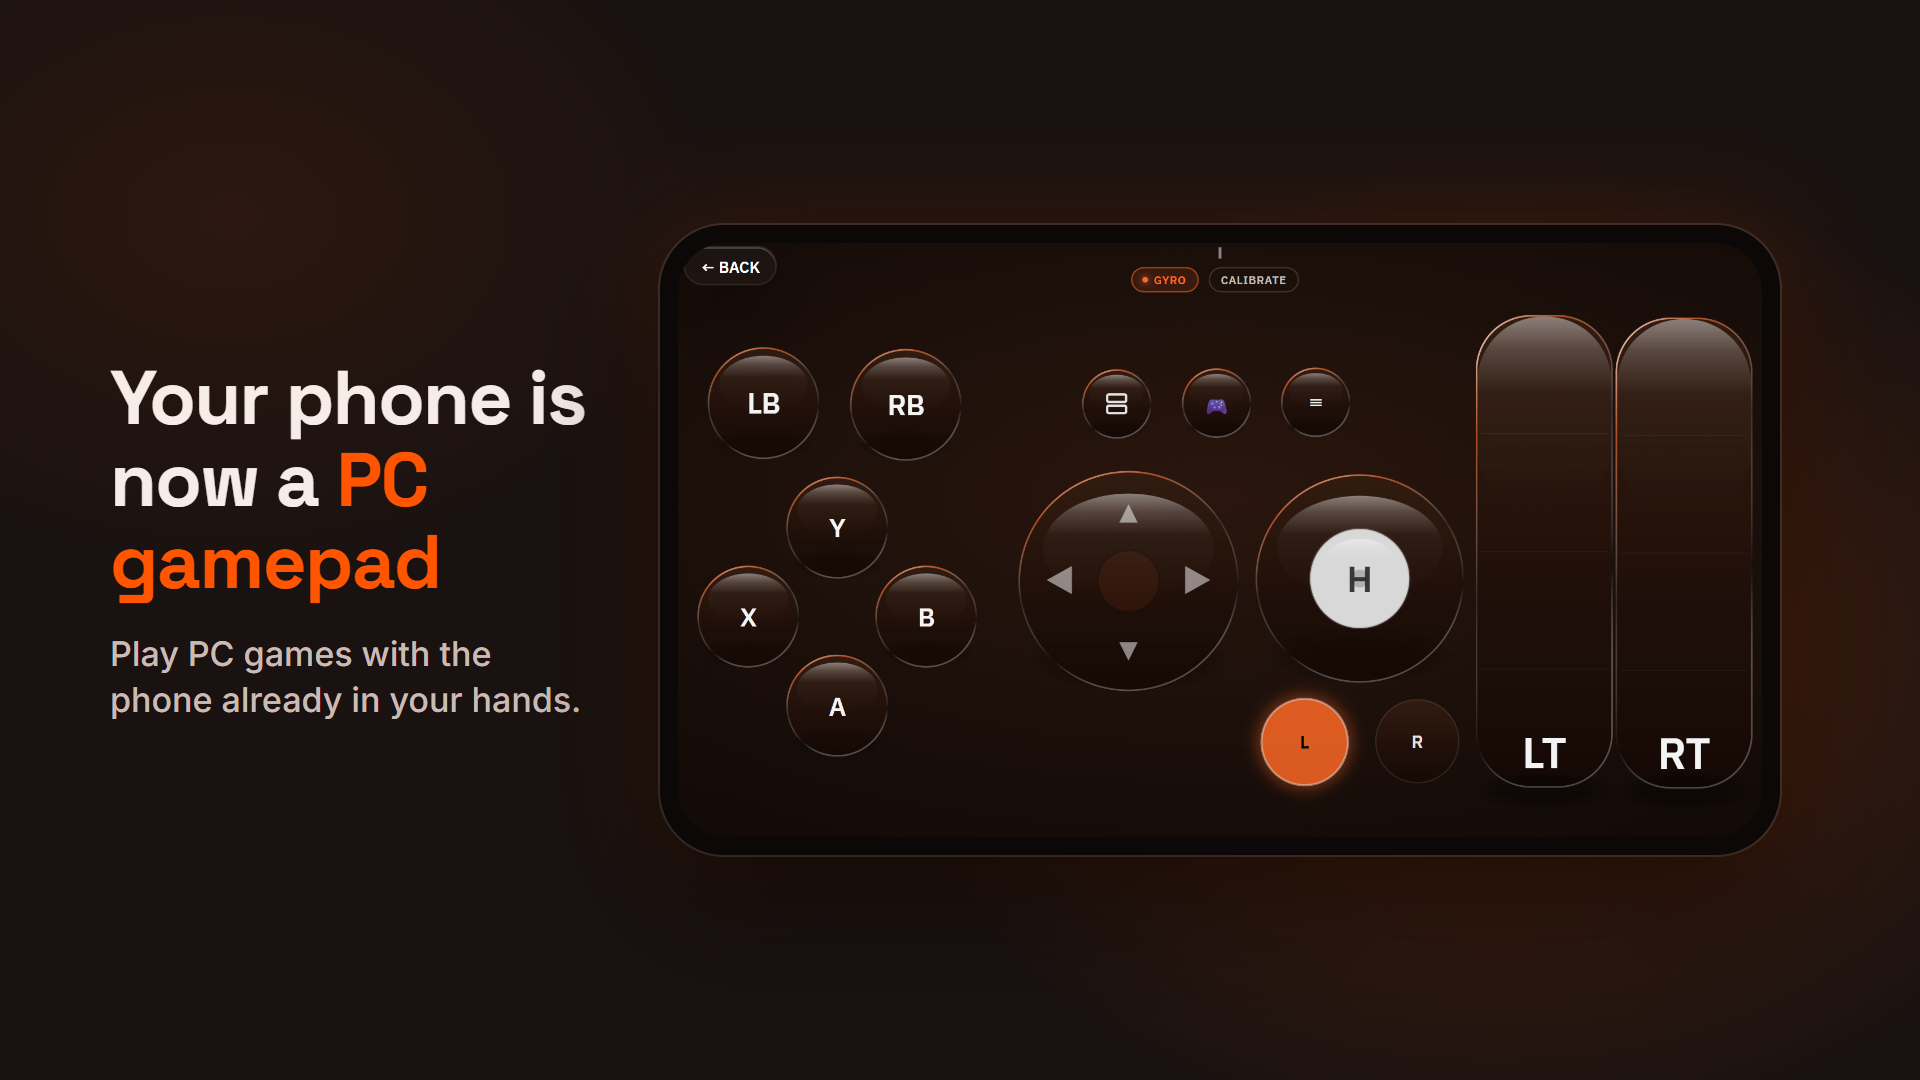 Your phone is
now a PC
gamepad
Play PC games with the
phone already in your hands.
← BACK
GYRO
CALIBRATE
LB
RB
Y
X
B
A
H
L
R
LT
RT